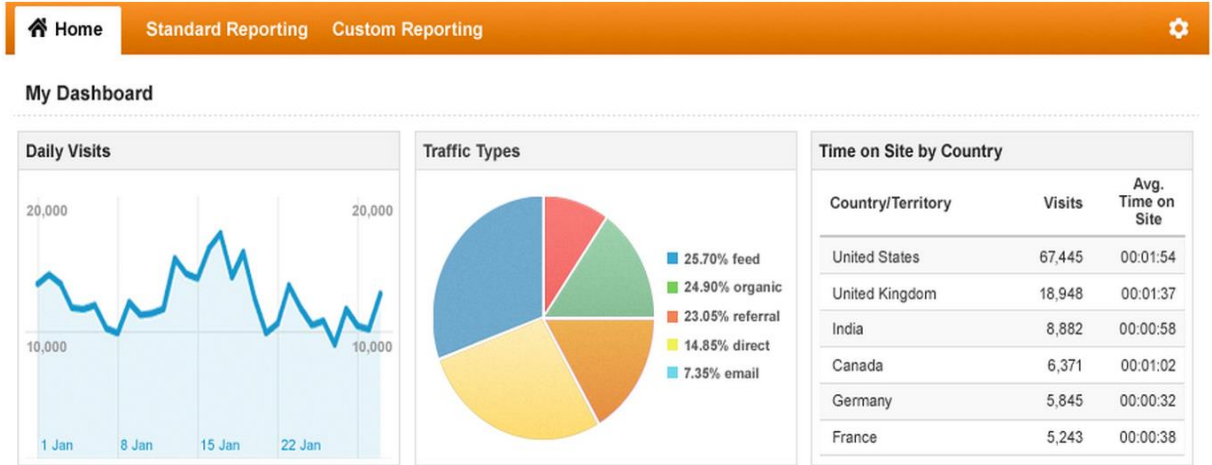 Home Standard Reporting Custom Reporting
My Dashboard
Daily Visits
20,000 20,000
10,000 10,000
1 Jan 8 Jan 15 Jan 22 Jan
Traffic Types
25.70% feed
24.90% organic
23.05% referral
14.85% direct
7.35% email
Time on Site by Country
Country/Territory Visits Avg. Time on Site
United States 67,445 00:01:54
United Kingdom 18,948 00:01:37
India 8,882 00:00:58
Canada 6,371 00:01:02
Germany 5,845 00:00:32
France 5,243 00:00:38